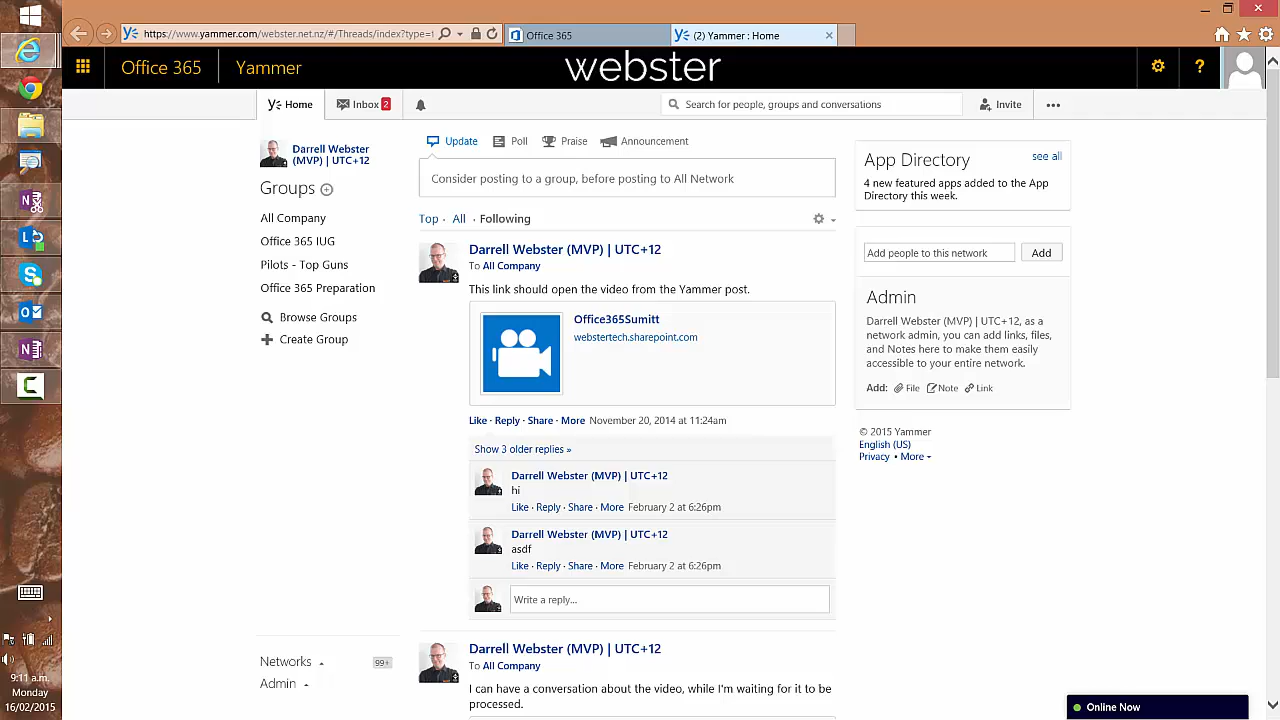 https://www.yammer.com/webster.net.nz/#/Threads/index?type=
Office 365
(2) Yammer : Home
Office 365
Yammer
webster
?
Home
Inbox 2
Search for people, groups and conversations
Invite
Darrell Webster
(MVP) | UTC+12
Groups
All Company
Office 365 IUG
Pilots - Top Guns
Office 365 Preparation
Browse Groups
Create Group
Networks 99+
Admin
Update
Poll
Praise
Announcement
Consider posting to a group, before posting to All Network
Top · All · Following
Darrell Webster (MVP) | UTC+12
To All Company
This link should open the video from the Yammer post.
Office365Sumitt
webstertech.sharepoint.com
Like · Reply · Share · More November 20, 2014 at 11:24am
Show 3 older replies »
Darrell Webster (MVP) | UTC+12
hi
Like · Reply · Share · More February 2 at 6:26pm
Darrell Webster (MVP) | UTC+12
asdf
Like · Reply · Share · More February 2 at 6:26pm
Write a reply...
Darrell Webster (MVP) | UTC+12
To All Company
I can have a conversation about the video, while I'm waiting for it to be
processed.
App Directory see all
4 new featured apps added to the App
Directory this week.
Add people to this network Add
Admin
Darrell Webster (MVP) | UTC+12, as a
network admin, you can add links, files,
and Notes here to make them easily
accessible to your entire network.
Add: File Note Link
© 2015 Yammer
English (US)
Privacy · More
Online Now
9:11 a.m.
Monday
16/02/2015